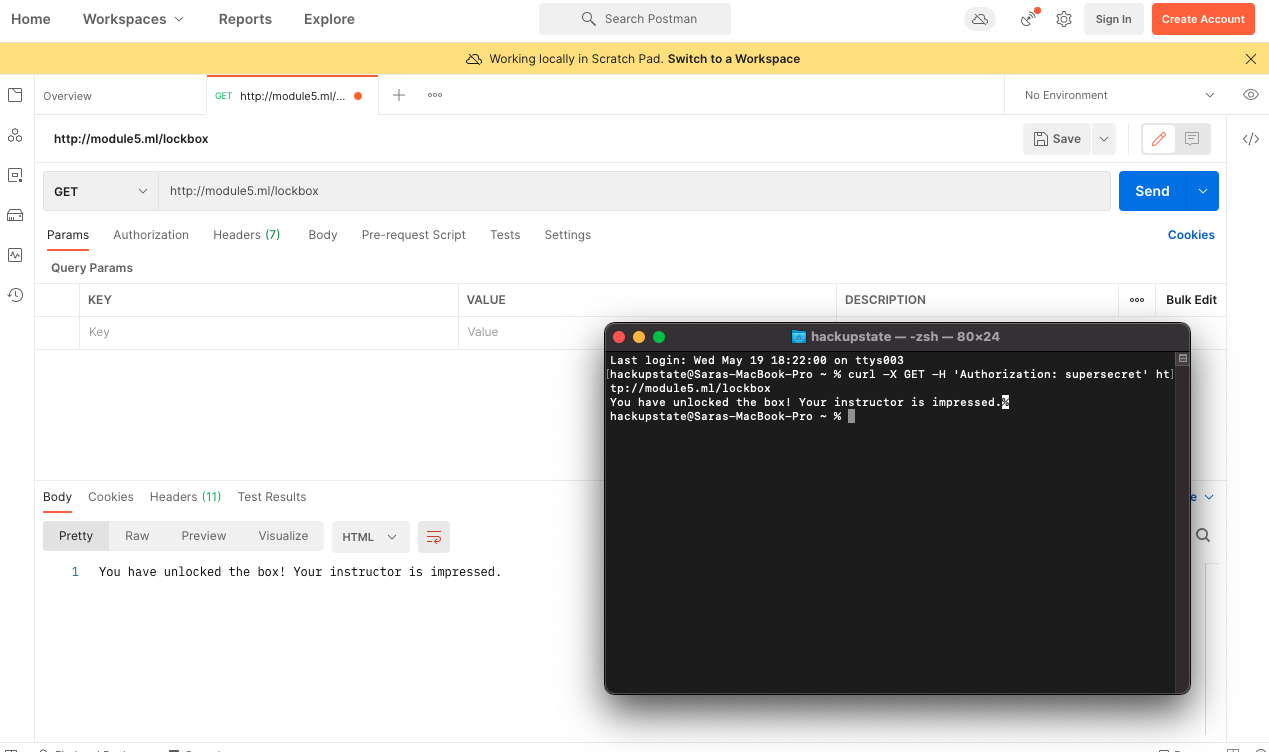 Home Workspaces Reports Explore Search Postman Sign In Create Account
Working locally in Scratch Pad. Switch to a Workspace
Overview GET http://module5.ml/... No Environment
http://module5.ml/lockbox Save
GET http://module5.ml/lockbox Send
Params Authorization Headers (7) Body Pre-request Script Tests Settings Cookies
Query Params
KEY VALUE DESCRIPTION Bulk Edit
Key Value
hackupstate — -zsh — 80×24
Last login: Wed May 19 18:22:00 on ttys003
[hackupstate@Saras-MacBook-Pro ~ % curl -X GET -H 'Authorization: supersecret' ht]
tp://module5.ml/lockbox
You have unlocked the box! Your instructor is impressed.%
hackupstate@Saras-MacBook-Pro ~ %
Body Cookies Headers (11) Test Results
Pretty Raw Preview Visualize HTML
1 You have unlocked the box! Your instructor is impressed.